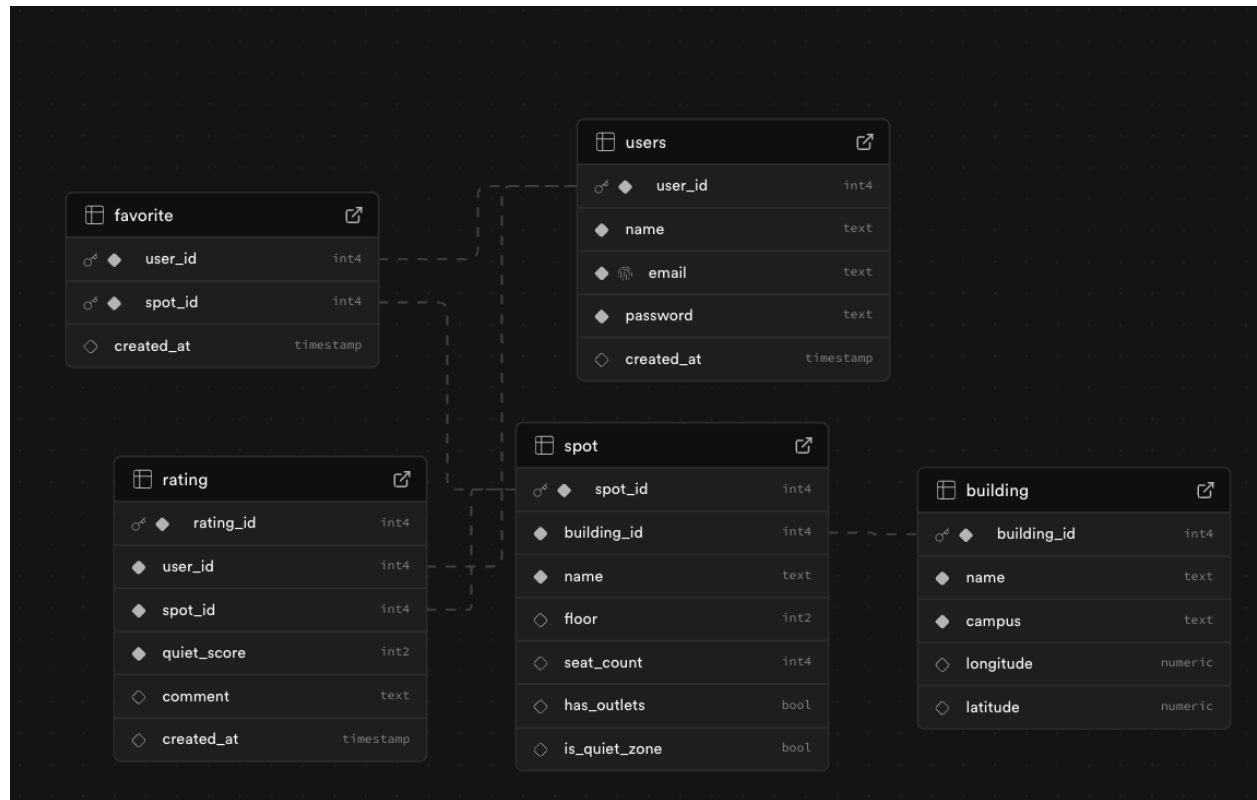 users
user_id int4
name text
email text
password text
created_at timestamp
favorite
user_id int4
spot_id int4
created_at timestamp
spot
spot_id int4
building_id int4
name text
floor int2
seat_count int4
has_outlets bool
is_quiet_zone bool
rating
rating_id int4
user_id int4
spot_id int4
quiet_score int2
comment text
created_at timestamp
building
building_id int4
name text
campus text
longitude numeric
latitude numeric